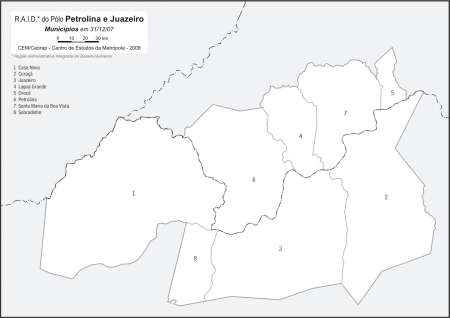 R.A.I.D.* do Pólo Petrolina e Juazeiro
Municípios em 31/12/07
0 10 20 30 km
CEM/Cebrap - Centro de Estudos da Metrópole - 2008
* Região Administrativa Integrada de Desenvolvimento
1 Casa Nova
2 Curaçá
3 Juazeiro
4 Lagoa Grande
5 Orocó
6 Petrolina
7 Santa Maria da Boa Vista
8 Sobradinho
5
7
4
6
1
2
3
8